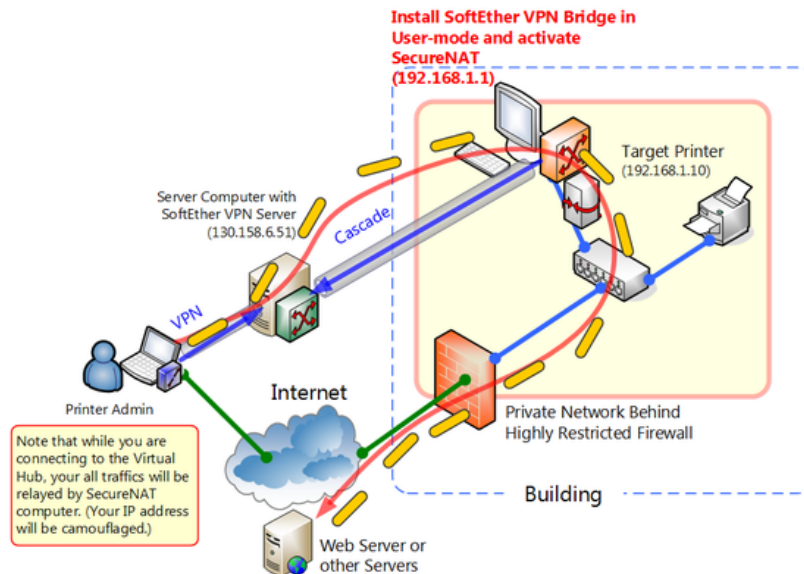 Install SoftEther VPN Bridge in
User-mode and activate
SecureNAT
(192.168.1.1)
Target Printer
(192.168.1.10)
Server Computer with
SoftEther VPN Server
(130.158.6.51)
Cascade
VPN
Printer Admin
Internet
Private Network Behind
Highly Restricted Firewall
Note that while you are
connecting to the Virtual
Hub, your all traffics will be
relayed by SecureNAT
computer. (Your IP address
will be camouflaged.)
Building
Web Server or
other Servers